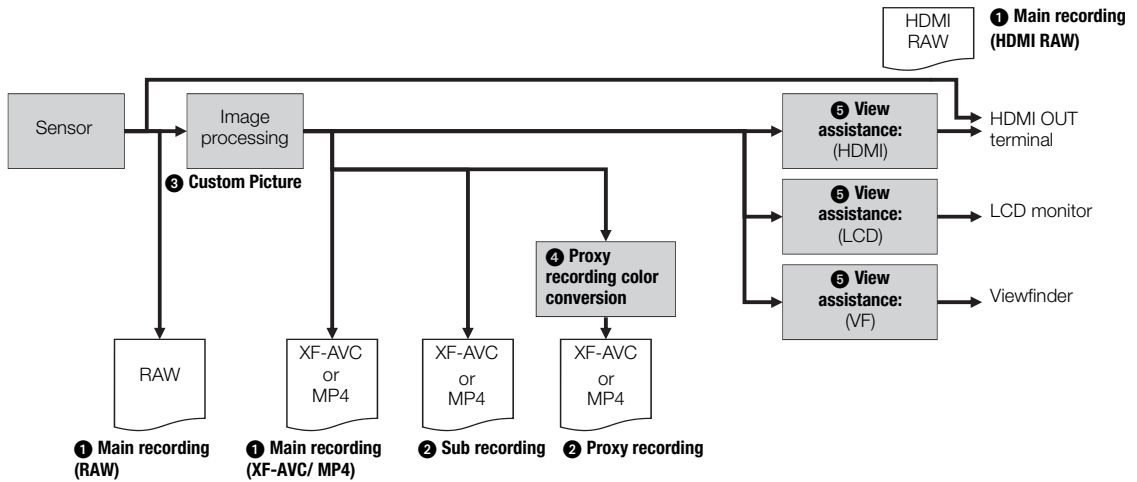 HDMI
RAW
❶ Main recording
(HDMI RAW)
Sensor
Image
processing
❸ Custom Picture
❺ View
assistance:
(HDMI)
HDMI OUT
terminal
❺ View
assistance:
(LCD)
LCD monitor
❹ Proxy
recording color
conversion
❺ View
assistance:
(VF)
Viewfinder
RAW
XF-AVC
or
MP4
XF-AVC
or
MP4
XF-AVC
or
MP4
❶ Main recording
(RAW)
❶ Main recording
(XF-AVC/ MP4)
❷ Sub recording
❷ Proxy recording